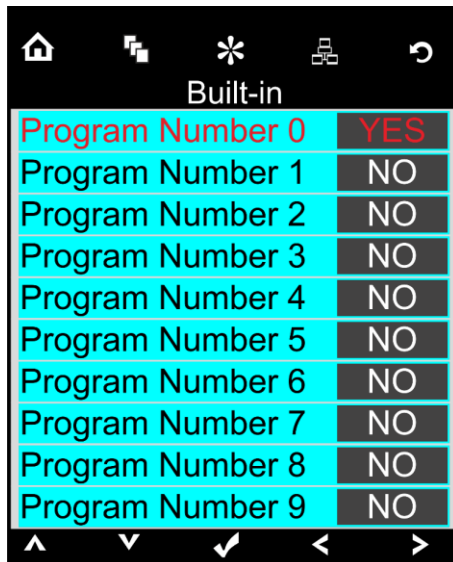 Built-in
Program Number 0 YES
Program Number 1 NO
Program Number 2 NO
Program Number 3 NO
Program Number 4 NO
Program Number 5 NO
Program Number 6 NO
Program Number 7 NO
Program Number 8 NO
Program Number 9 NO